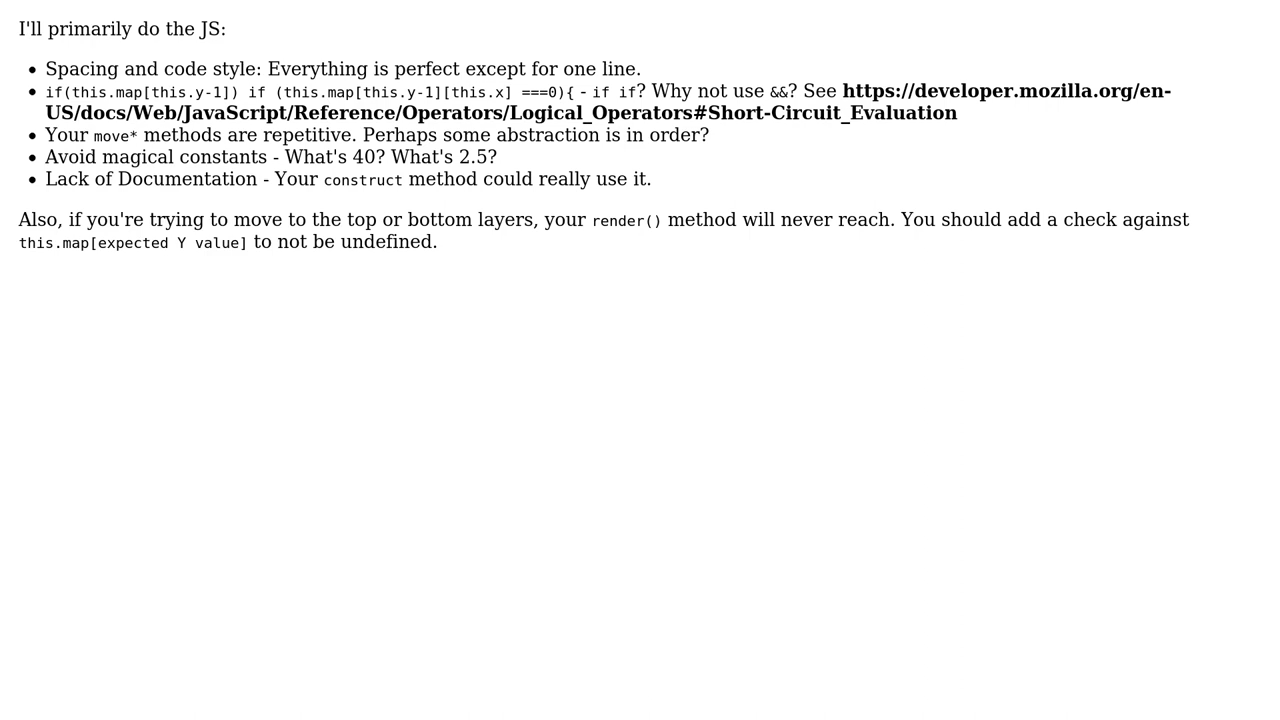 I'll primarily do the JS:
• Spacing and code style: Everything is perfect except for one line.
• if(this.map[this.y-1]) if (this.map[this.y-1][this.x] ===0){ - if if? Why not use &&? See https://developer.mozilla.org/en-
US/docs/Web/JavaScript/Reference/Operators/Logical_Operators#Short-Circuit_Evaluation
• Your move* methods are repetitive. Perhaps some abstraction is in order?
• Avoid magical constants - What's 40? What's 2.5?
• Lack of Documentation - Your construct method could really use it.
Also, if you're trying to move to the top or bottom layers, your render() method will never reach. You should add a check against
this.map[expected Y value] to not be undefined.